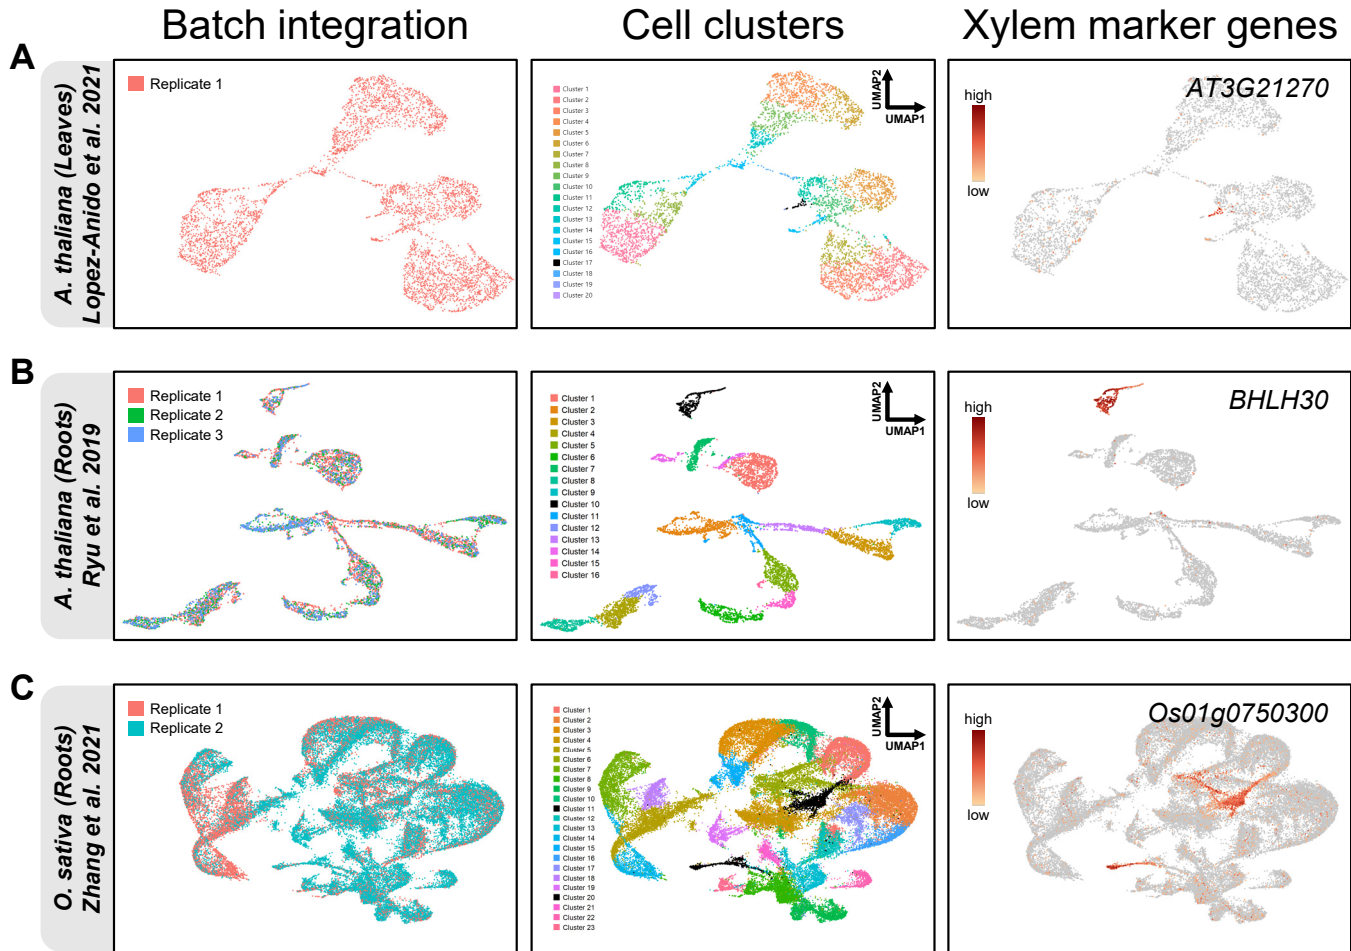 Batch integration
Cell clusters
Xylem marker genes
A
A. thaliana (Leaves)
Lopez-Anido et al. 2021
Replicate 1
Cluster 1
Cluster 2
Cluster 3
Cluster 4
Cluster 5
Cluster 6
Cluster 7
Cluster 8
Cluster 9
Cluster 10
Cluster 11
Cluster 12
Cluster 13
Cluster 14
Cluster 15
Cluster 16
Cluster 17
Cluster 18
Cluster 19
Cluster 20
UMAP2
UMAP1
high
low
AT3G21270
B
A. thaliana (Roots)
Ryu et al. 2019
Replicate 1
Replicate 2
Replicate 3
Cluster 1
Cluster 2
Cluster 3
Cluster 4
Cluster 5
Cluster 6
Cluster 7
Cluster 8
Cluster 9
Cluster 10
Cluster 11
Cluster 12
Cluster 13
Cluster 14
Cluster 15
Cluster 16
UMAP2
UMAP1
high
low
BHLH30
C
O. sativa (Roots)
Zhang et al. 2021
Replicate 1
Replicate 2
Cluster 1
Cluster 2
Cluster 3
Cluster 4
Cluster 5
Cluster 6
Cluster 7
Cluster 8
Cluster 9
Cluster 10
Cluster 11
Cluster 12
Cluster 13
Cluster 14
Cluster 15
Cluster 16
Cluster 17
Cluster 18
Cluster 19
Cluster 20
Cluster 21
Cluster 22
Cluster 23
UMAP2
UMAP1
high
low
Os01g0750300